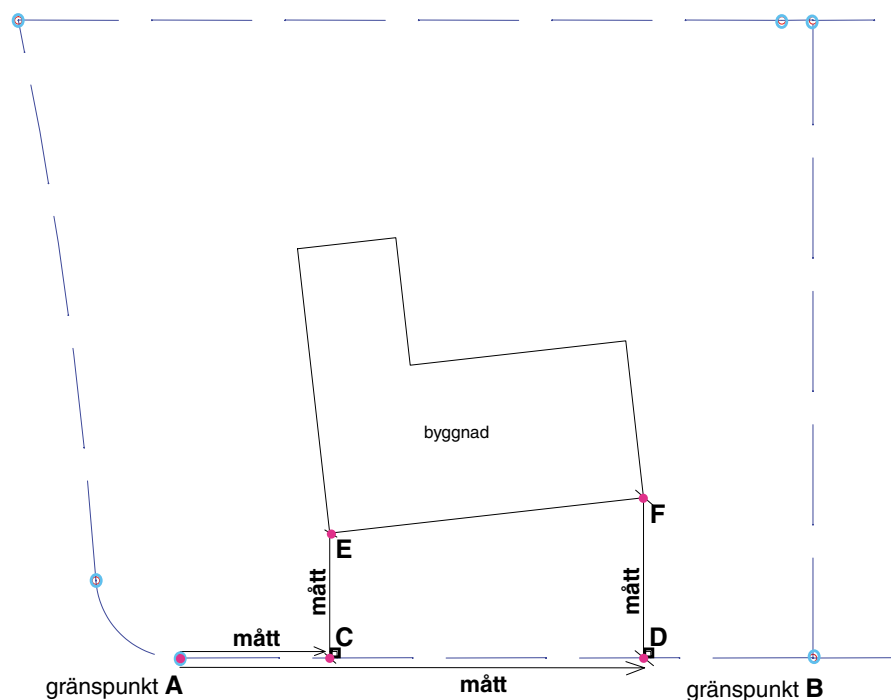 byggnad
F
E
mått
mått
mått
C
D
mått
gränspunkt A
gränspunkt B